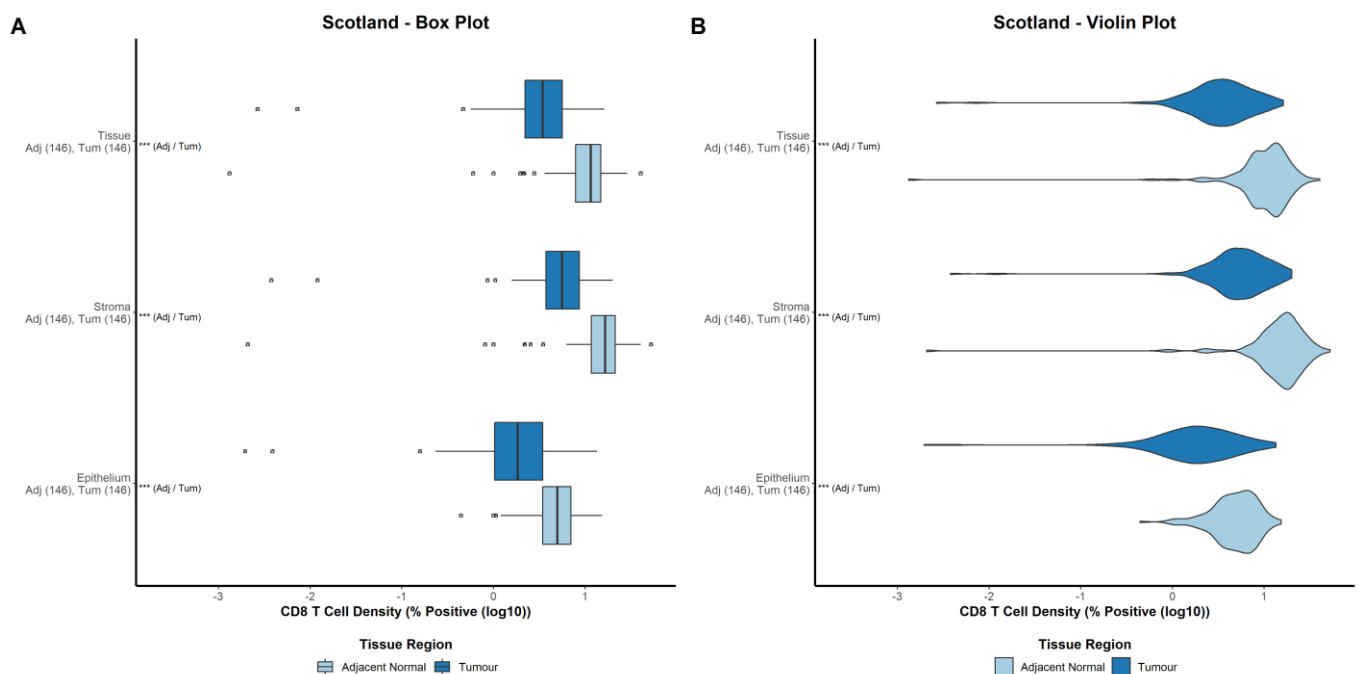 A
Scotland - Box Plot
Tissue
Adj (146), Tum (146)
*** (Adj / Tum)
Stroma
Adj (146), Tum (146)
*** (Adj / Tum)
Epithelium
Adj (146), Tum (146)
*** (Adj / Tum)
-3 -2 -1 0 1
CD8 T Cell Density (% Positive (log10))
Tissue Region
Adjacent Normal Tumour
B
Scotland - Violin Plot
Tissue
Adj (146), Tum (146)
*** (Adj / Tum)
Stroma
Adj (146), Tum (146)
*** (Adj / Tum)
Epithelium
Adj (146), Tum (146)
*** (Adj / Tum)
-3 -2 -1 0 1
CD8 T Cell Density (% Positive (log10))
Tissue Region
Adjacent Normal Tumour